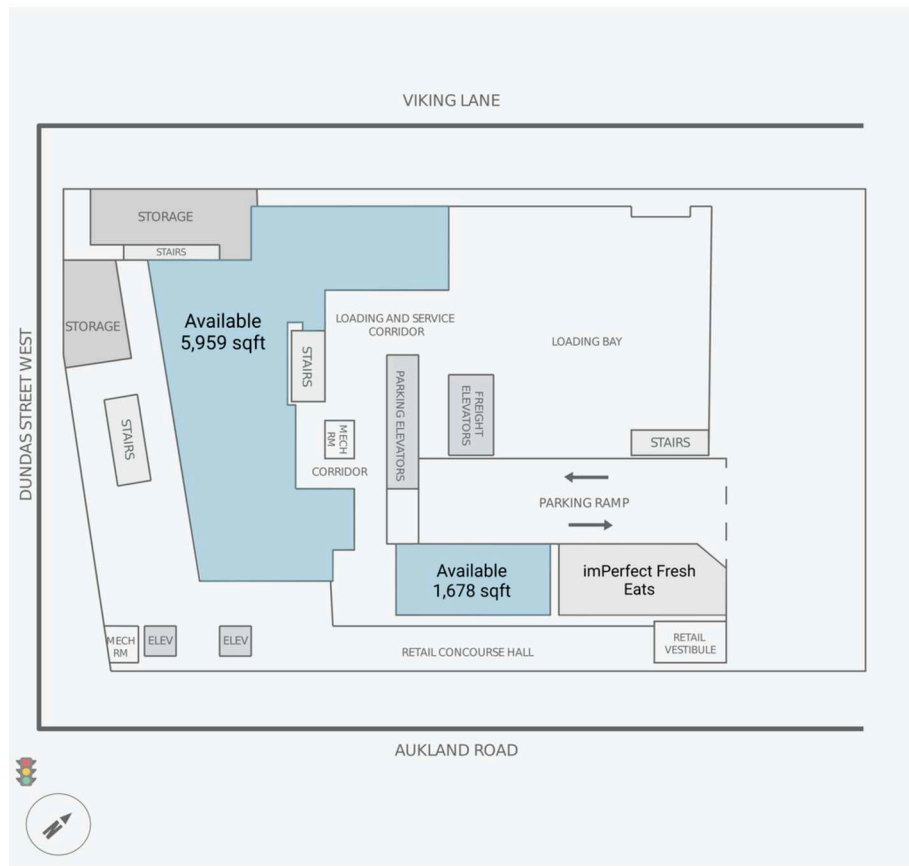 VIKING LANE
STORAGE
STAIRS
STORAGE
Available
5,959 sqft
LOADING AND SERVICE
CORRIDOR
LOADING BAY
DUNDAS STREET WEST
STAIRS
STAIRS
PARKING ELEVATORS
FREIGHT
ELEVATORS
MECH
RM
CORRIDOR
STAIRS
PARKING RAMP
Available
1,678 sqft
imPerfect Fresh
Eats
MECH
RM
ELEV
ELEV
RETAIL CONCOURSE HALL
RETAIL
VESTIBULE
AUKLAND ROAD
N